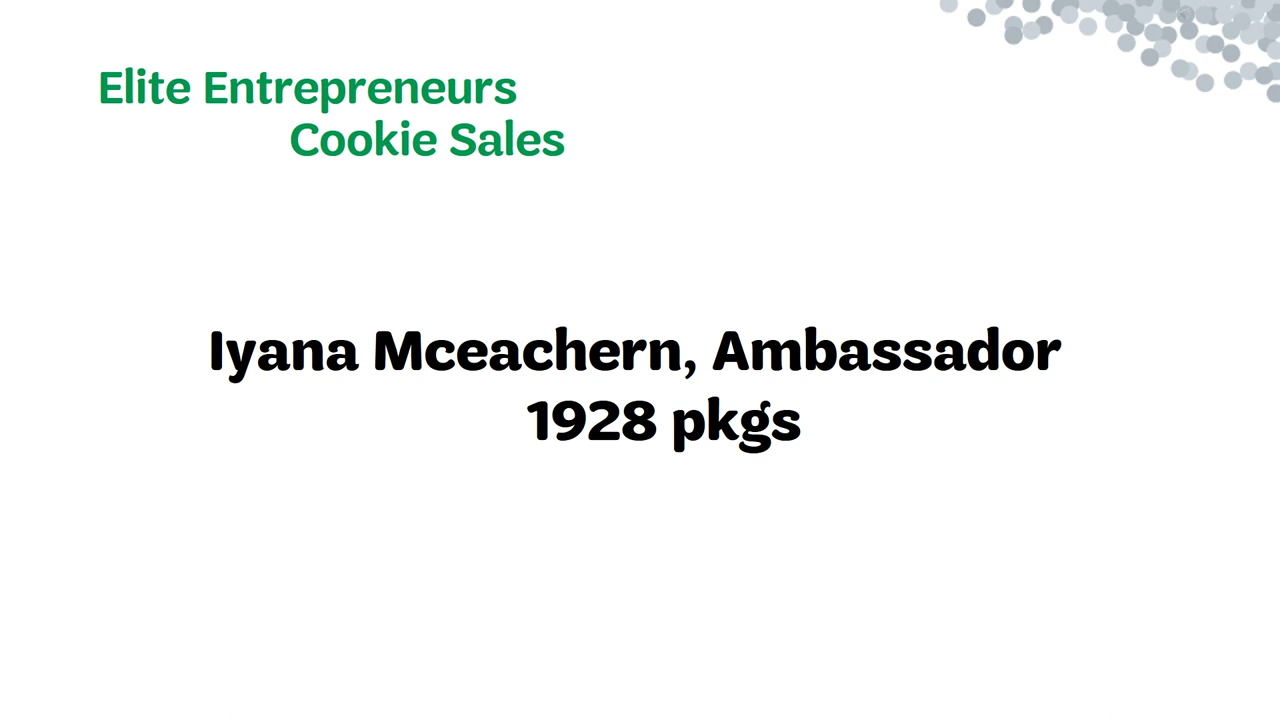 Elite Entrepreneurs
Cookie Sales
Iyana Mceachern, Ambassador
1928 pkgs